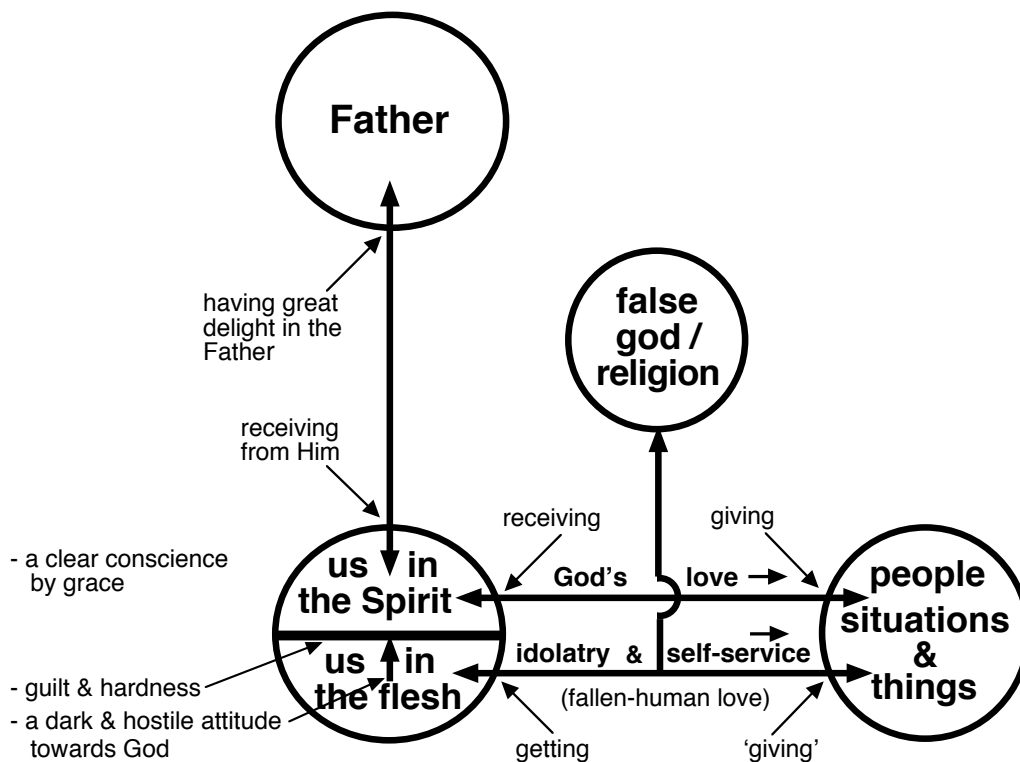 Father
having great
delight in the
Father
false
god /
religion
receiving
from Him
receiving
giving
- a clear conscience
by grace
us in
the Spirit
God's love
people
situations
&
things
us in
the flesh
idolatry & self-service
(fallen-human love)
- guilt & hardness
- a dark & hostile attitude
towards God
getting
‘giving’